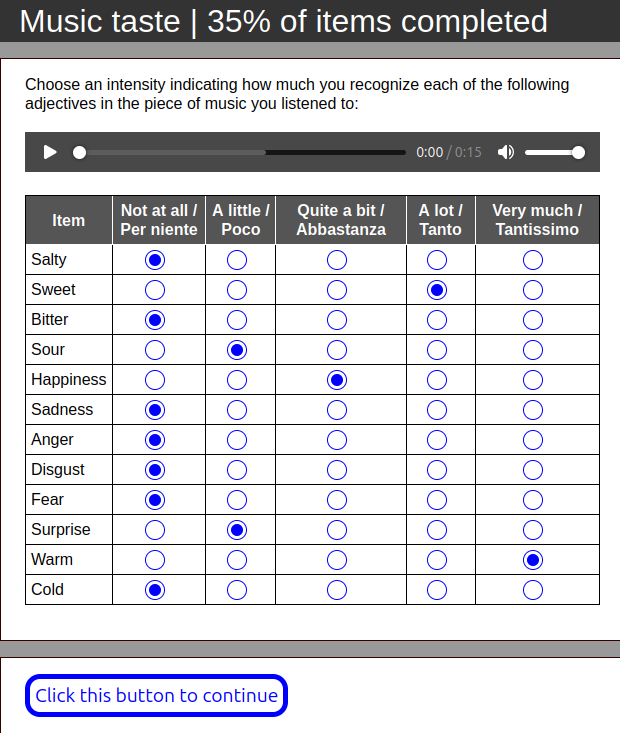 Music taste | 35% of items completed
Choose an intensity indicating how much you recognize each of the following
adjectives in the piece of music you listened to:
0:00 / 0:15
Item
Not at all /
Per niente
A little /
Poco
Quite a bit /
Abbastanza
A lot /
Tanto
Very much /
Tantissimo
Salty
Sweet
Bitter
Sour
Happiness
Sadness
Anger
Disgust
Fear
Surprise
Warm
Cold
Click this button to continue